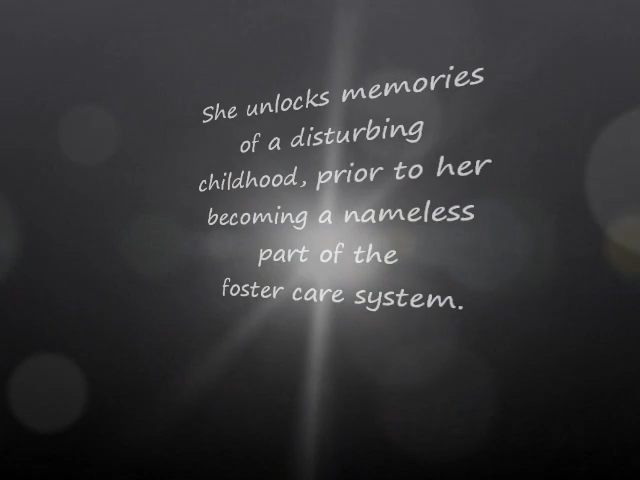 She unlocks memories
of a disturbing
childhood, prior to her
becoming a nameless
part of the
foster care system.